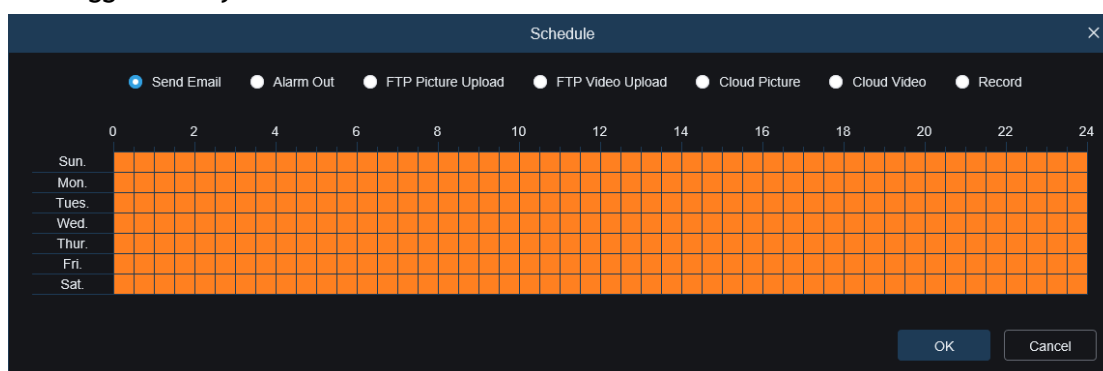 Schedule
Send Email Alarm Out FTP Picture Upload FTP Video Upload Cloud Picture Cloud Video Record
0 2 4 6 8 10 12 14 16 18 20 22 24
Sun.
Mon.
Tues.
Wed.
Thur.
Fri.
Sat.
OK Cancel